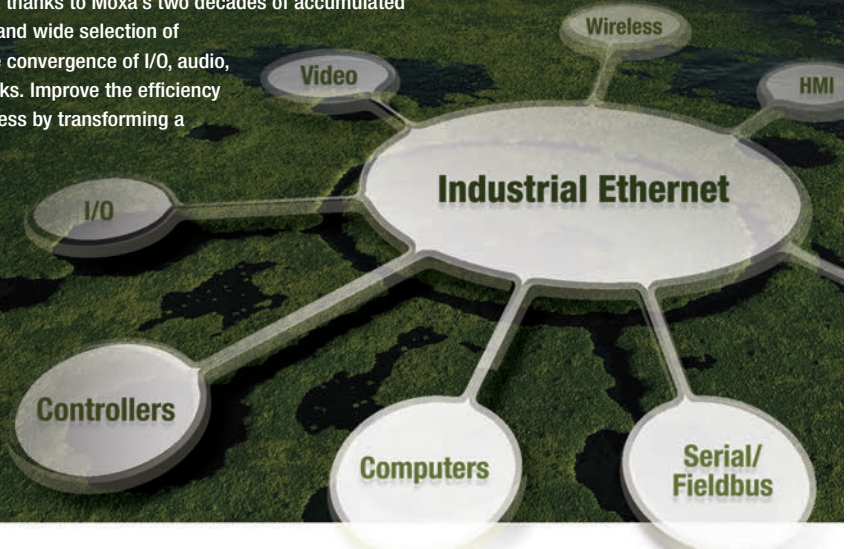 thanks to Moxa's two decades of accumulated
and wide selection of
convergence of I/O, audio,
ks. Improve the efficiency
ess by transforming a
Wireless
Video
HMI
Industrial Ethernet
I/O
Controllers
Computers
Serial/
Fieldbus